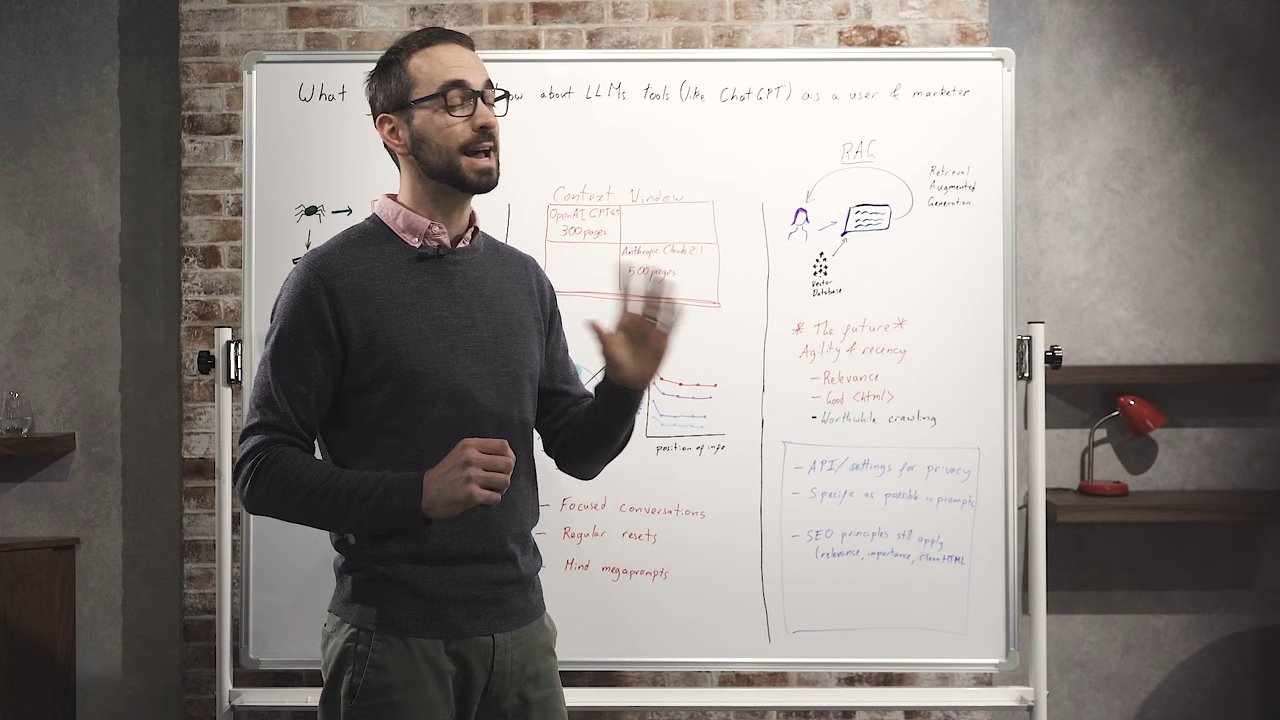 What
ow about LLMs tools (like ChatGPT) as a user & marketer
Context Window
OpenAI GPT4t
300 pages
Anthropic Claude 2.1
500 pages
position of info
- Focused conversations
- Regular resets
- Mind megaprompts
RAG
Retrieval
Augmented
Generation
Vector
Database
* The future *
Agility & recency
- Relevance
- Good <html>
- Worthwhile crawling
- API/settings for privacy
- Specific as possible in prompts
- SEO principles still apply
(relevance, importance, clean HTML